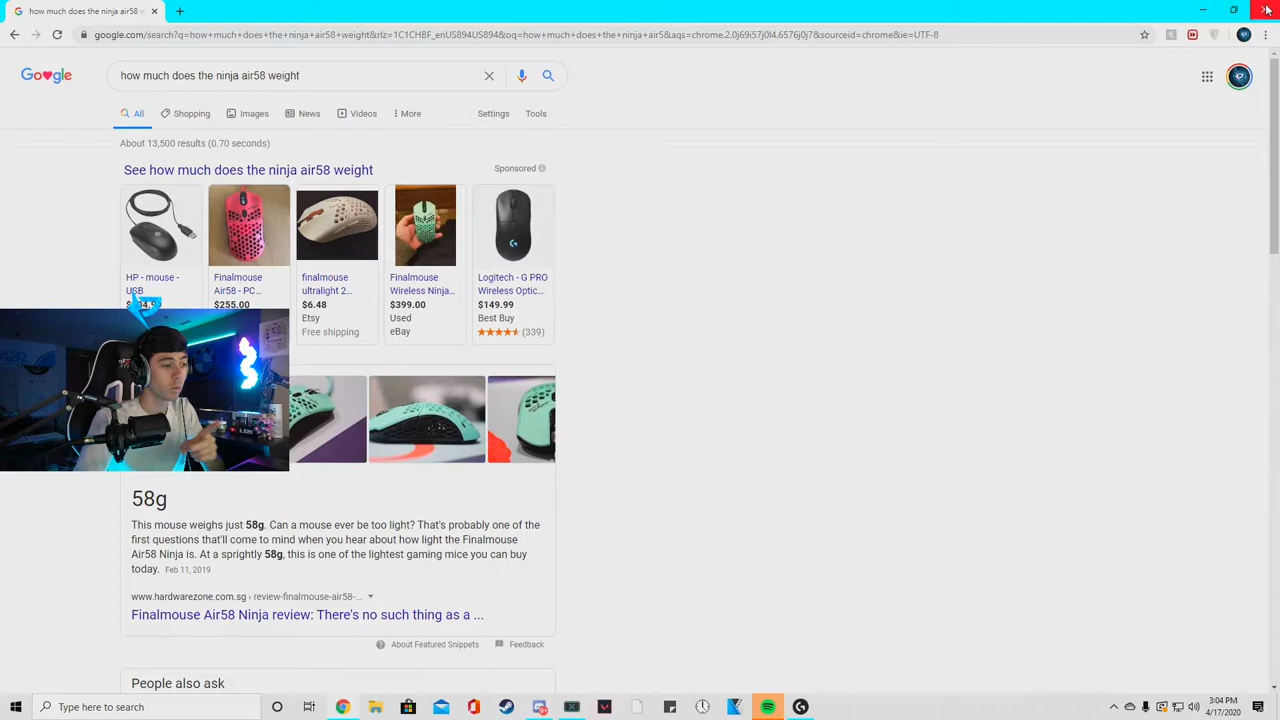 how much does the ninja air58 w
google.com/search?q=how+much+does+the+ninja+air58+weight&rlz=1C1CHBF_enUS894US894&oq=how+much+does+the+ninja+air5&aqs=chrome.2.0j69i57j0l4.6576j0j7&sourceid=chrome&ie=UTF-8
how much does the ninja air58 weight
All Shopping Images News Videos More Settings Tools
About 13,500 results (0.70 seconds)
See how much does the ninja air58 weight Sponsored
HP - mouse -
USB
Finalmouse
Air58 - PC...
$255.00
finalmouse
ultralight 2...
$6.48
Etsy
Free shipping
Finalmouse
Wireless Ninja...
$399.00
Used
eBay
Logitech - G PRO
Wireless Optic...
$149.99
Best Buy
(339)
58g
This mouse weighs just 58g. Can a mouse ever be too light? That's probably one of the
first questions that'll come to mind when you hear about how light the Finalmouse
Air58 Ninja is. At a sprightly 58g, this is one of the lightest gaming mice you can buy
today. Feb 11, 2019
www.hardwarezone.com.sg › review-finalmouse-air58-...
Finalmouse Air58 Ninja review: There's no such thing as a ...
About Featured Snippets Feedback
People also ask
Type here to search
3:04 PM
4/17/2020